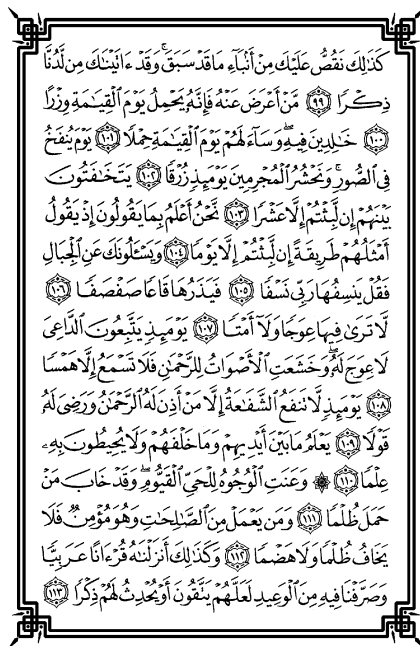 كَذَٰلِكَ نَقُصُّ عَلَيْكَ مِنْ أَنۢبَآءِ مَا قَدْ سَبَقَ ۚ وَقَدْ ءَاتَيْنَٰكَ مِن لَّدُنَّا
ذِكْرًا ٩٩ مَّنْ أَعْرَضَ عَنْهُ فَإِنَّهُۥ يَحْمِلُ يَوْمَ ٱلْقِيَٰمَةِ وِزْرًا
١٠٠ خَٰلِدِينَ فِيهِ ۖ وَسَآءَ لَهُمْ يَوْمَ ٱلْقِيَٰمَةِ حِمْلًا ١٠١ يَوْمَ يُنفَخُ
فِى ٱلصُّورِ ۚ وَنَحْشُرُ ٱلْمُجْرِمِينَ يَوْمَئِذٍ زُرْقًا ١٠٢ يَتَخَٰفَتُونَ
بَيْنَهُمْ إِن لَّبِثْتُمْ إِلَّا عَشْرًا ١٠٣ نَّحْنُ أَعْلَمُ بِمَا يَقُولُونَ إِذْ يَقُولُ
أَمْثَلُهُمْ طَرِيقَةً إِن لَّبِثْتُمْ إِلَّا يَوْمًا ١٠٤ وَيَسْـَٔلُونَكَ عَنِ ٱلْجِبَالِ
فَقُلْ يَنسِفُهَا رَبِّى نَسْفًا ١٠٥ فَيَذَرُهَا قَاعًا صَفْصَفًا ١٠٦
لَّا تَرَىٰ فِيهَا عِوَجًا وَلَآ أَمْتًا ١٠٧ يَوْمَئِذٍ يَتَّبِعُونَ ٱلدَّاعِىَ
لَا عِوَجَ لَهُۥ ۖ وَخَشَعَتِ ٱلْأَصْوَاتُ لِلرَّحْمَٰنِ فَلَا تَسْمَعُ إِلَّا هَمْسًا
١٠٨ يَوْمَئِذٍ لَّا تَنفَعُ ٱلشَّفَٰعَةُ إِلَّا مَنْ أَذِنَ لَهُ ٱلرَّحْمَٰنُ وَرَضِىَ لَهُۥ
قَوْلًا ١٠٩ يَعْلَمُ مَا بَيْنَ أَيْدِيهِمْ وَمَا خَلْفَهُمْ وَلَا يُحِيطُونَ بِهِۦ
عِلْمًا ١١٠ ۞ وَعَنَتِ ٱلْوُجُوهُ لِلْحَىِّ ٱلْقَيُّومِ ۖ وَقَدْ خَابَ مَنْ
حَمَلَ ظُلْمًا ١١١ وَمَن يَعْمَلْ مِنَ ٱلصَّٰلِحَٰتِ وَهُوَ مُؤْمِنٌ فَلَا
يَخَافُ ظُلْمًا وَلَا هَضْمًا ١١٢ وَكَذَٰلِكَ أَنزَلْنَٰهُ قُرْءَانًا عَرَبِيًّا
وَصَرَّفْنَا فِيهِ مِنَ ٱلْوَعِيدِ لَعَلَّهُمْ يَتَّقُونَ أَوْ يُحْدِثُ لَهُمْ ذِكْرًا ١١٣